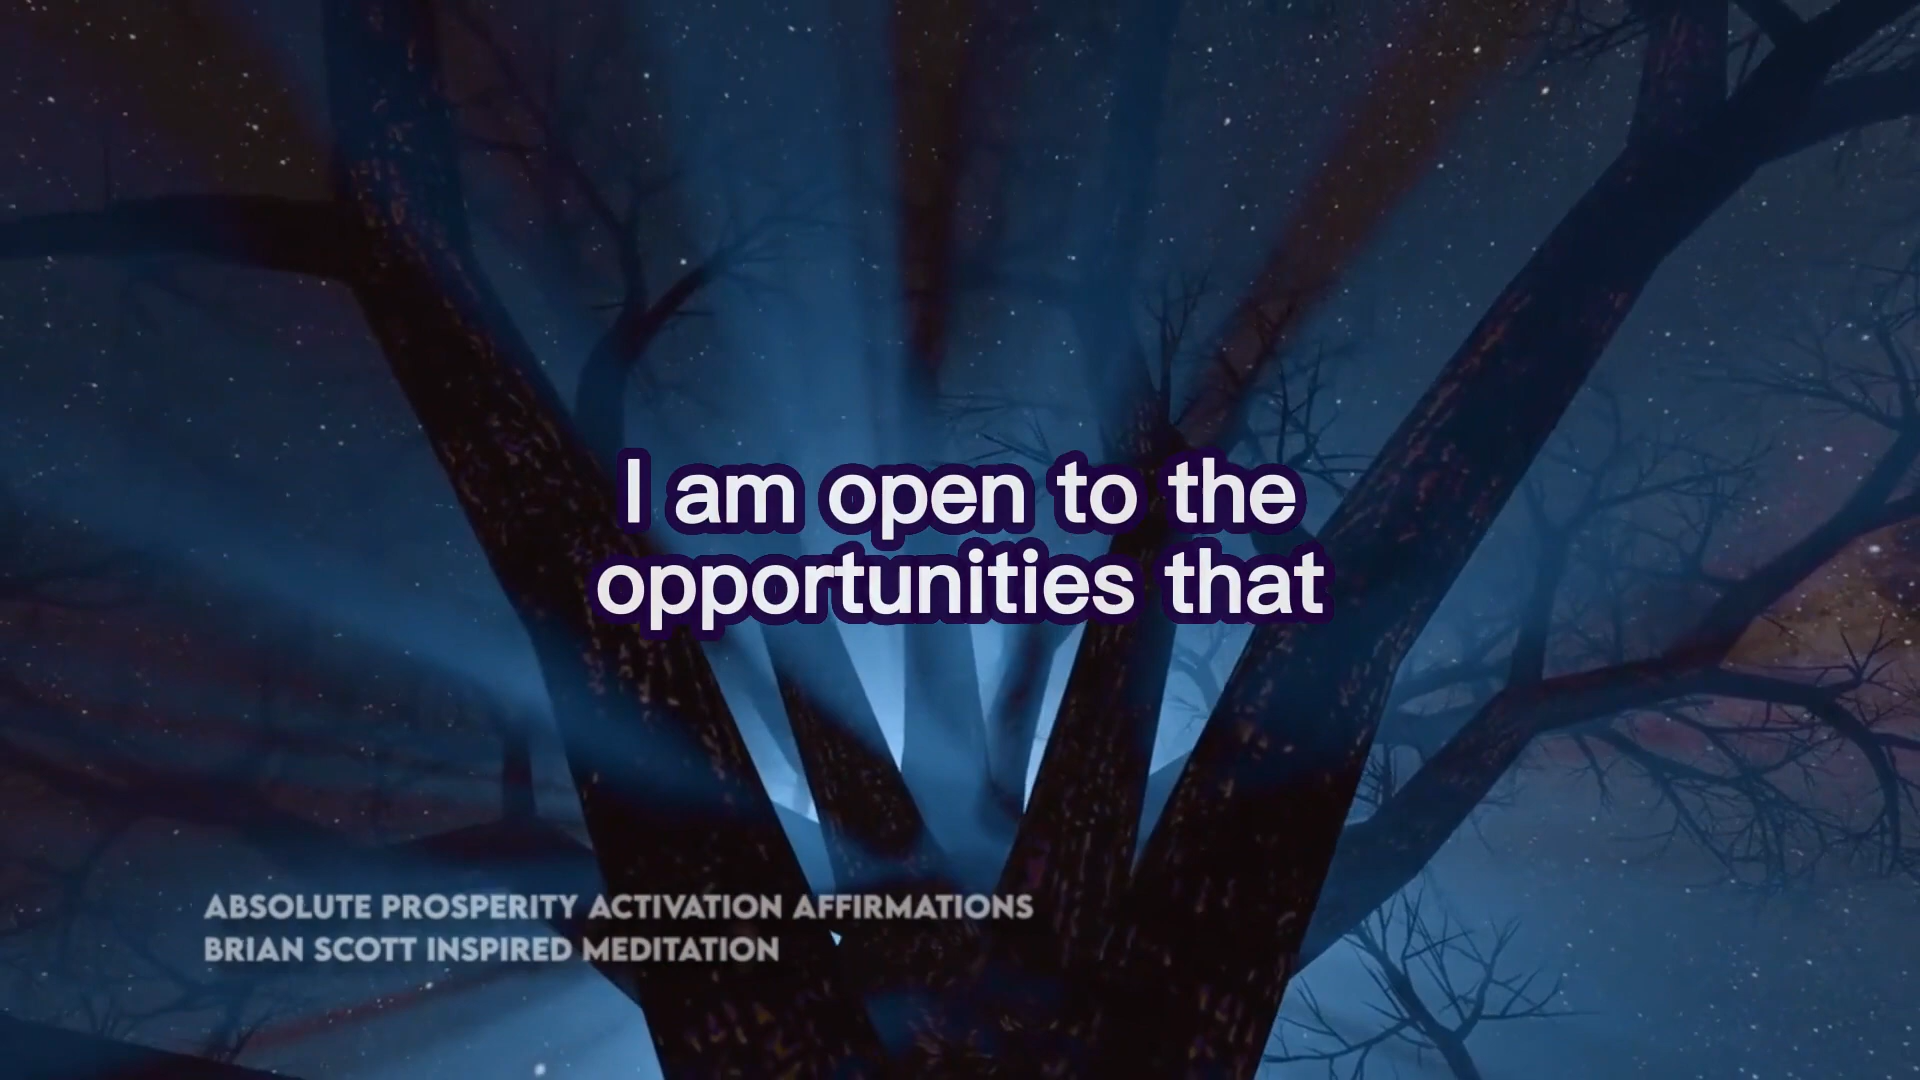 I am open to the
opportunities that
ABSOLUTE PROSPERITY ACTIVATION AFFIRMATIONS
BRIAN SCOTT INSPIRED MEDITATION